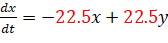 dx/dt = −22.5x + 22.5y